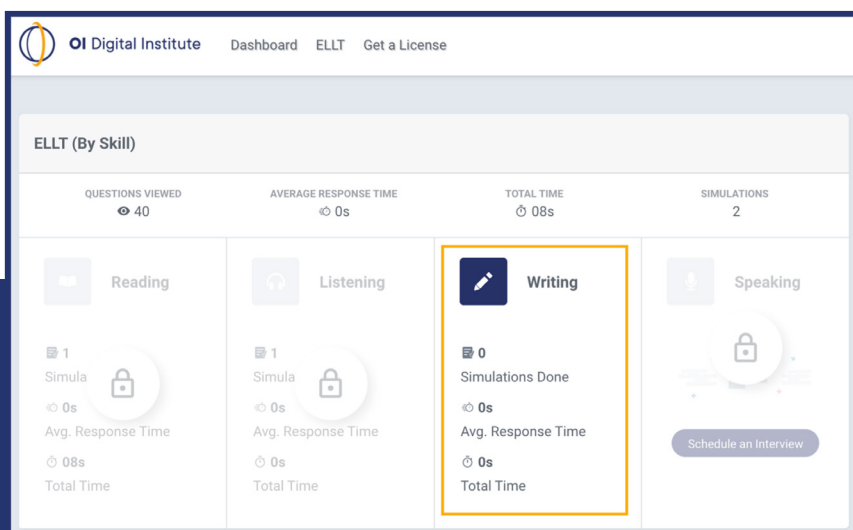 OI Digital Institute Dashboard ELLT Get a License
ELLT (By Skill)
QUESTIONS VIEWED AVERAGE RESPONSE TIME TOTAL TIME SIMULATIONS
40 0s 08s 2
Reading
1
Simula
0s
Avg. Response Time
08s
Total Time
Listening
1
Simula
0s
Avg. Response Time
0s
Total Time
Writing
0
Simulations Done
0s
Avg. Response Time
0s
Total Time
Speaking
Schedule an Interview